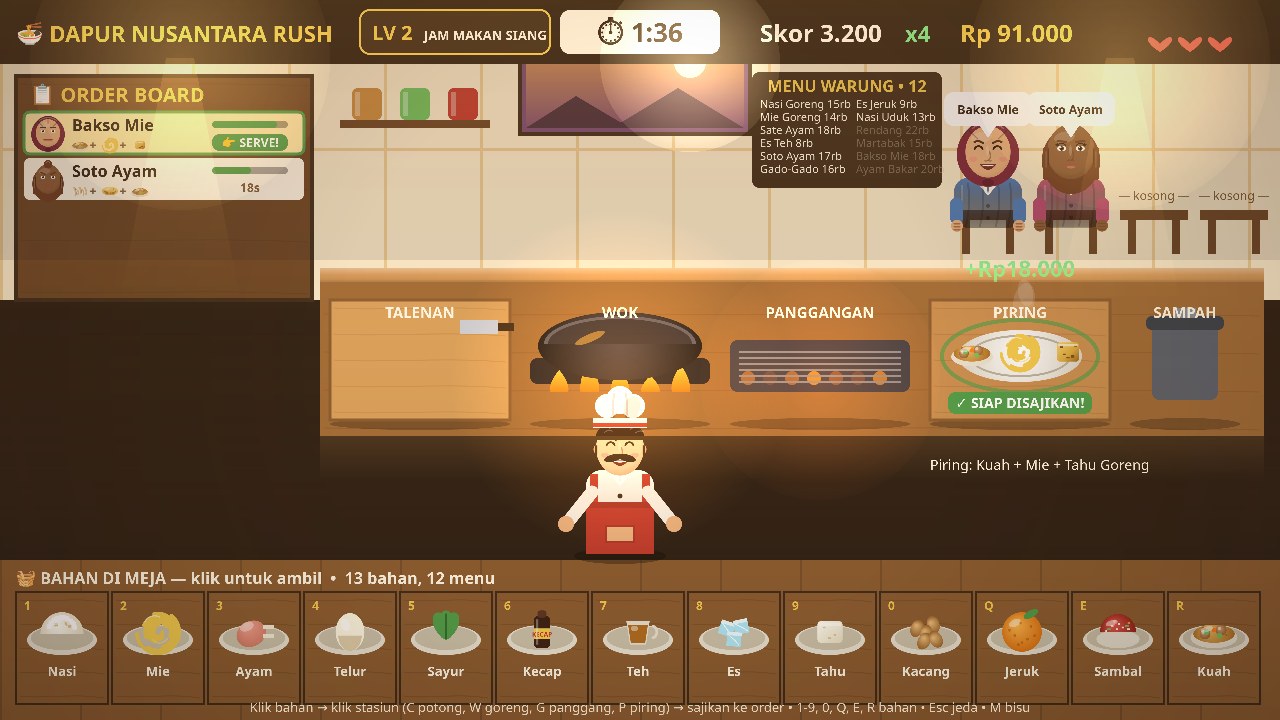 DAPUR NUSANTARA RUSH
LV 2 JAM MAKAN SIANG
1:36
Skor 3.200 x4 Rp 91.000
ORDER BOARD
Bakso Mie
SERVE!
Soto Ayam
18s
MENU WARUNG • 12
Nasi Goreng 15rb Es Jeruk 9rb
Mie Goreng 14rb Nasi Uduk 13rb
Sate Ayam 18rb Rendang 22rb
Es Teh 8rb Martabak 15rb
Soto Ayam 17rb Bakso Mie 18rb
Gado-Gado 16rb Ayam Bakar 20rb
Bakso Mie Soto Ayam
— kosong — — kosong —
+Rp18.000
TALENAN WOK PANGGANGAN PIRING SAMPAH
KECAP
✓ SIAP DISAJIKAN!
Piring: Kuah + Mie + Tahu Goreng
BAHAN DI MEJA — klik untuk ambil • 13 bahan, 12 menu
1 2 3 4 5 6 7 8 9 0 Q E R
Nasi Mie Ayam Telur Sayur Kecap Teh Es Tahu Kacang Jeruk Sambal Kuah
Klik bahan → klik stasiun (C potong, W goreng, G panggang, P piring) → sajikan ke order • 1-9, 0, Q, E, R bahan • Esc jeda • M bisu